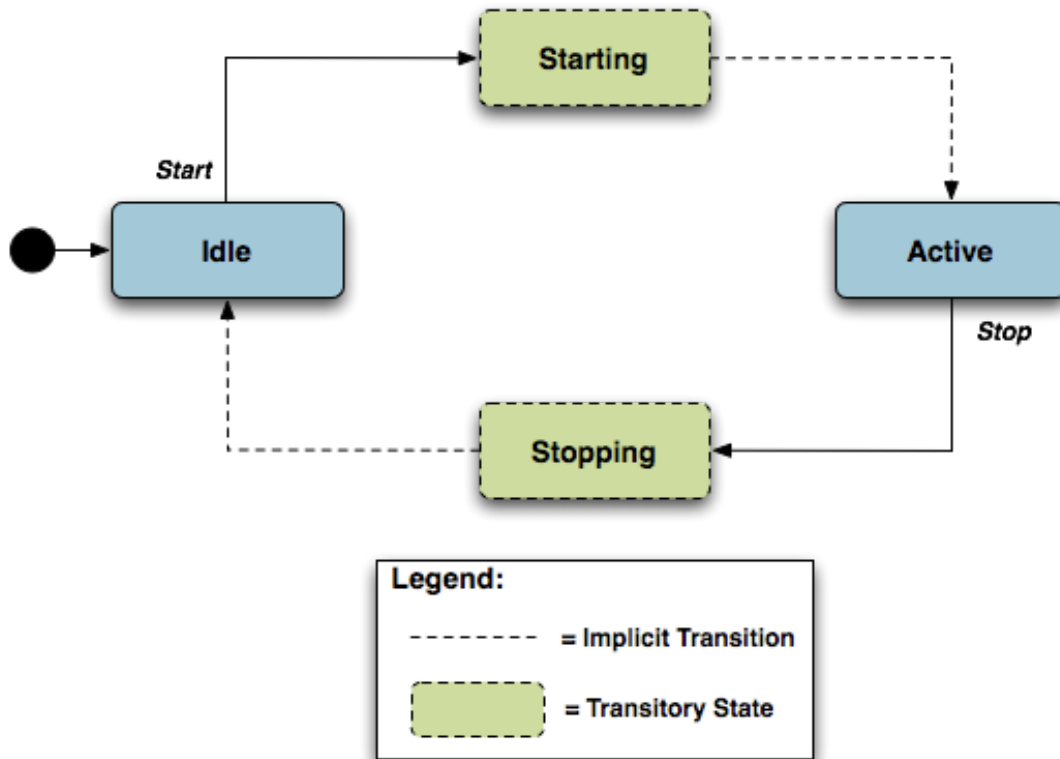 Starting
Start
Idle
Active
Stop
Stopping
Legend:
= Implicit Transition
= Transitory State